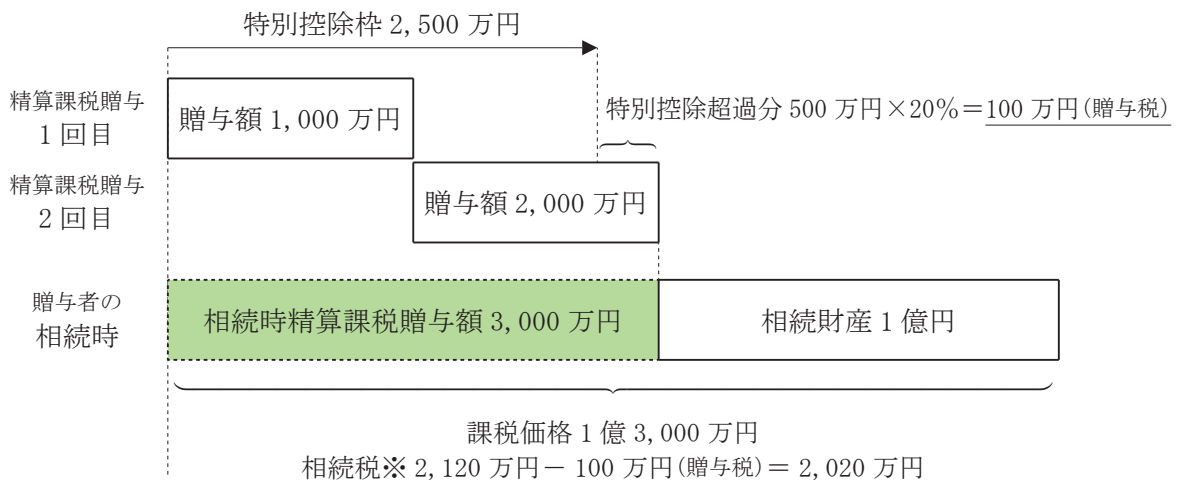 特別控除枠 2,500 万円
精算課税贈与
1 回目
贈与額 1,000 万円
特別控除超過分 500 万円×20%＝100 万円(贈与税)
精算課税贈与
2 回目
贈与額 2,000 万円
贈与者の
相続時
相続時精算課税贈与額 3,000 万円
相続財産 1 億円
課税価格 1 億 3,000 万円
相続税※ 2,120 万円－ 100 万円(贈与税)＝ 2,020 万円